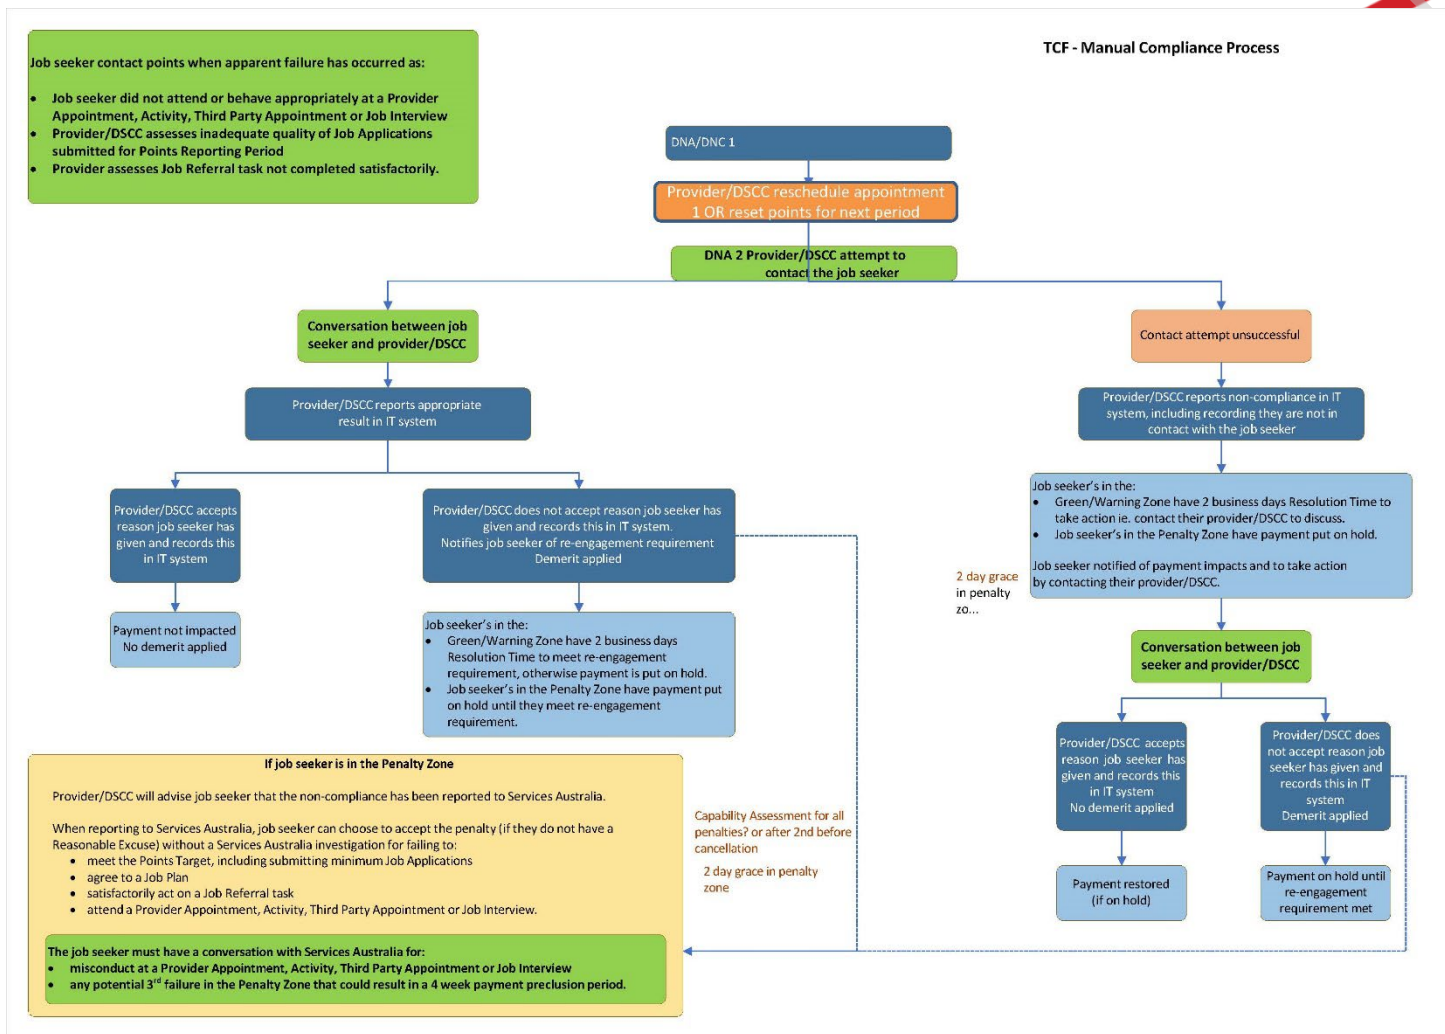 TCF - Manual Compliance Process
Job seeker contact points when apparent failure has occurred as:
• Job seeker did not attend or behave appropriately at a Provider
Appointment, Activity, Third Party Appointment or Job Interview
• Provider/DSCC assesses inadequate quality of Job Applications
submitted for Points Reporting Period
• Provider assesses Job Referral task not completed satisfactorily.
DNA/DNC 1
Provider/DSCC reschedule appointment
1 OR reset points for next period
DNA 2 Provider/DSCC attempt to
contact the job seeker
Conversation between job
seeker and provider/DSCC
Provider/DSCC reports appropriate
result in IT system
Provider/DSCC accepts
reason job seeker has
given and records this
in IT system
Payment not impacted
No demerit applied
Provider/DSCC does not accept reason job seeker has
given and records this in IT system.
Notifies job seeker of re-engagement requirement
Demerit applied
Job seeker's in the:
• Green/Warning Zone have 2 business days
Resolution Time to meet re-engagement
requirement, otherwise payment is put on hold.
• Job seeker's in the Penalty Zone have payment put
on hold until they meet re-engagement
requirement.
Contact attempt unsuccessful
Provider/DSCC reports non-compliance in IT
system, including recording they are not in
contact with the job seeker
Job seeker's in the:
• Green/Warning Zone have 2 business days Resolution Time to
take action ie. contact their provider/DSCC to discuss.
• Job seeker's in the Penalty Zone have payment put on hold.
Job seeker notified of payment impacts and to take action
by contacting their provider/DSCC.
2 day grace
in penalty
zo...
Conversation between job
seeker and provider/DSCC
Provider/DSCC accepts
reason job seeker has
given and records this
in IT system
No demerit applied
Payment restored
(if on hold)
Provider/DSCC does
not accept reason job
seeker has given and
records this in IT
system
Demerit applied
Payment on hold until
re-engagement
requirement met
If job seeker is in the Penalty Zone
Provider/DSCC will advise job seeker that the non-compliance has been reported to Services Australia.
When reporting to Services Australia, job seeker can choose to accept the penalty (if they do not have a
Reasonable Excuse) without a Services Australia investigation for failing to:
• meet the Points Target, including submitting minimum Job Applications
• agree to a Job Plan
• satisfactorily act on a Job Referral task
• attend a Provider Appointment, Activity, Third Party Appointment or Job Interview.
The job seeker must have a conversation with Services Australia for:
• misconduct at a Provider Appointment, Activity, Third Party Appointment or Job Interview
• any potential 3rd failure in the Penalty Zone that could result in a 4 week payment preclusion period.
Capability Assessment for all
penalties? or after 2nd before
cancellation
2 day grace in penalty
zone